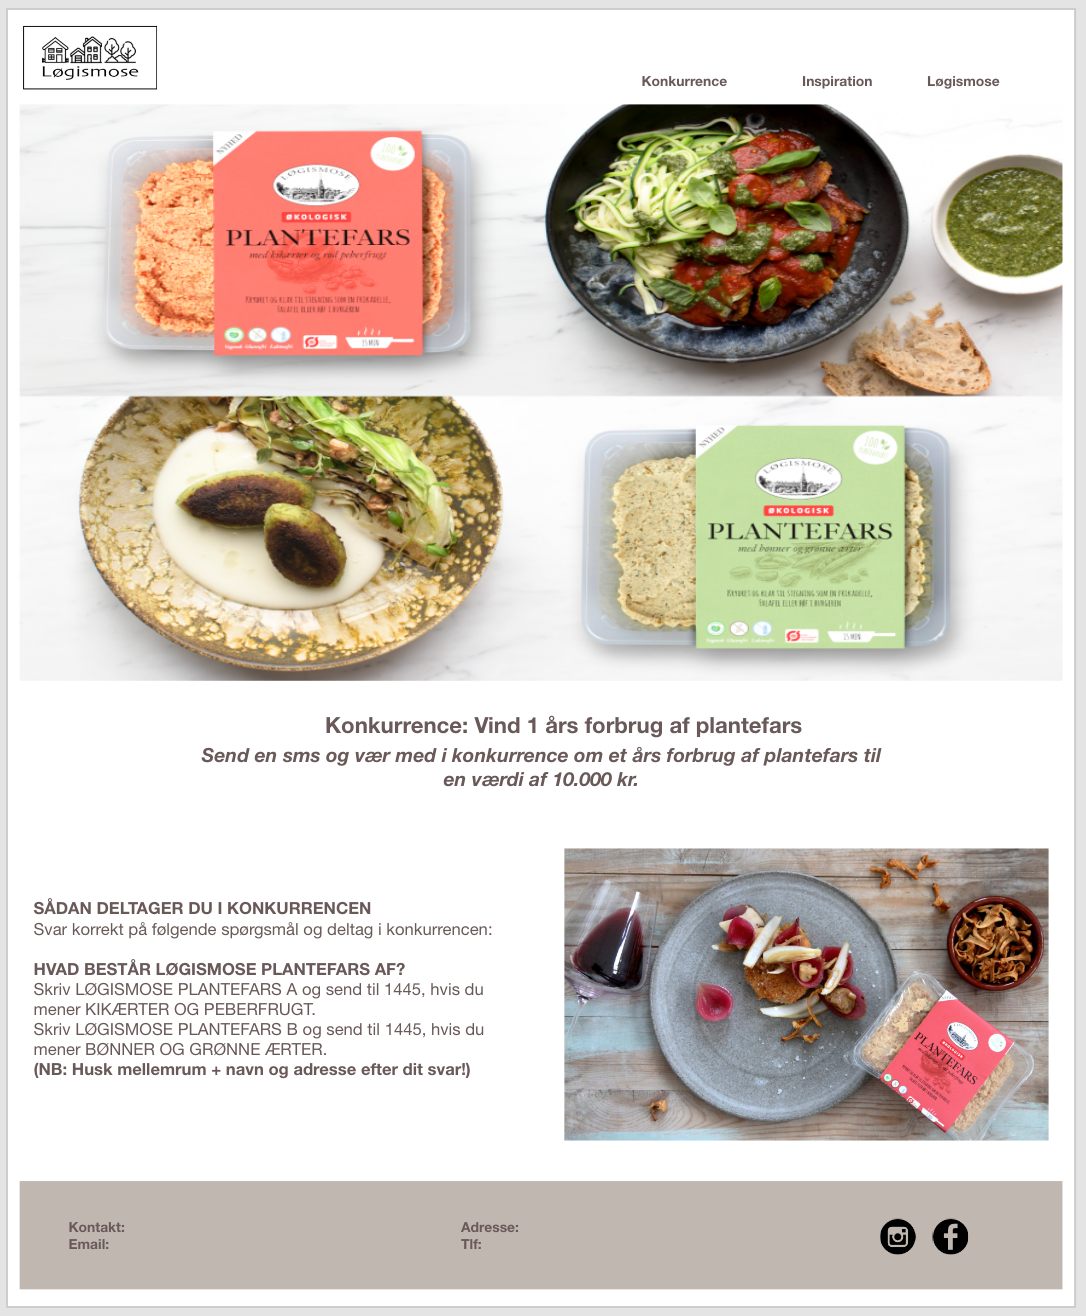 Løgismose
Konkurrence Inspiration Løgismose
NYHED
100%
LØGISMOSE
ØKOLOGISK
PLANTEFARS
med kikærter og rød peberfrugt
KRYDRET OG KLAR TIL STEGNING SOM EN FRIKADELLE,
FALAFEL ELLER BØF I BURGEREN
15 MIN
NYHED
100%
LØGISMOSE
ØKOLOGISK
PLANTEFARS
med bønner og grønne ærter
KRYDRET OG KLAR TIL STEGNING SOM EN FRIKADELLE,
FALAFEL ELLER BØF I BURGEREN
15 MIN
Konkurrence: Vind 1 års forbrug af plantefars
Send en sms og vær med i konkurrence om et års forbrug af plantefars til
en værdi af 10.000 kr.
SÅDAN DELTAGER DU I KONKURRENCEN
Svar korrekt på følgende spørgsmål og deltag i konkurrencen:
HVAD BESTÅR LØGISMOSE PLANTEFARS AF?
Skriv LØGISMOSE PLANTEFARS A og send til 1445, hvis du
mener KIKÆRTER OG PEBERFRUGT.
Skriv LØGISMOSE PLANTEFARS B og send til 1445, hvis du
mener BØNNER OG GRØNNE ÆRTER.
(NB: Husk mellemrum + navn og adresse efter dit svar!)
PLANTEFARS
Kontakt: Adresse:
Email: Tlf: